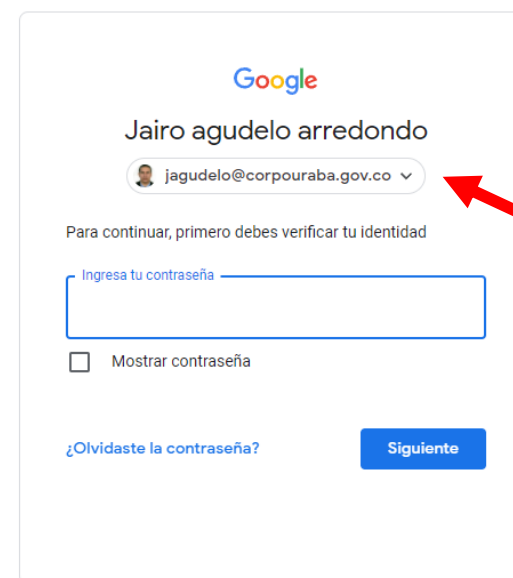 Google
Jairo agudelo arredondo
jagudelo@corpouraba.gov.co
Para continuar, primero debes verificar tu identidad
Ingresa tu contraseña
Mostrar contraseña
¿Olvidaste la contraseña? Siguiente